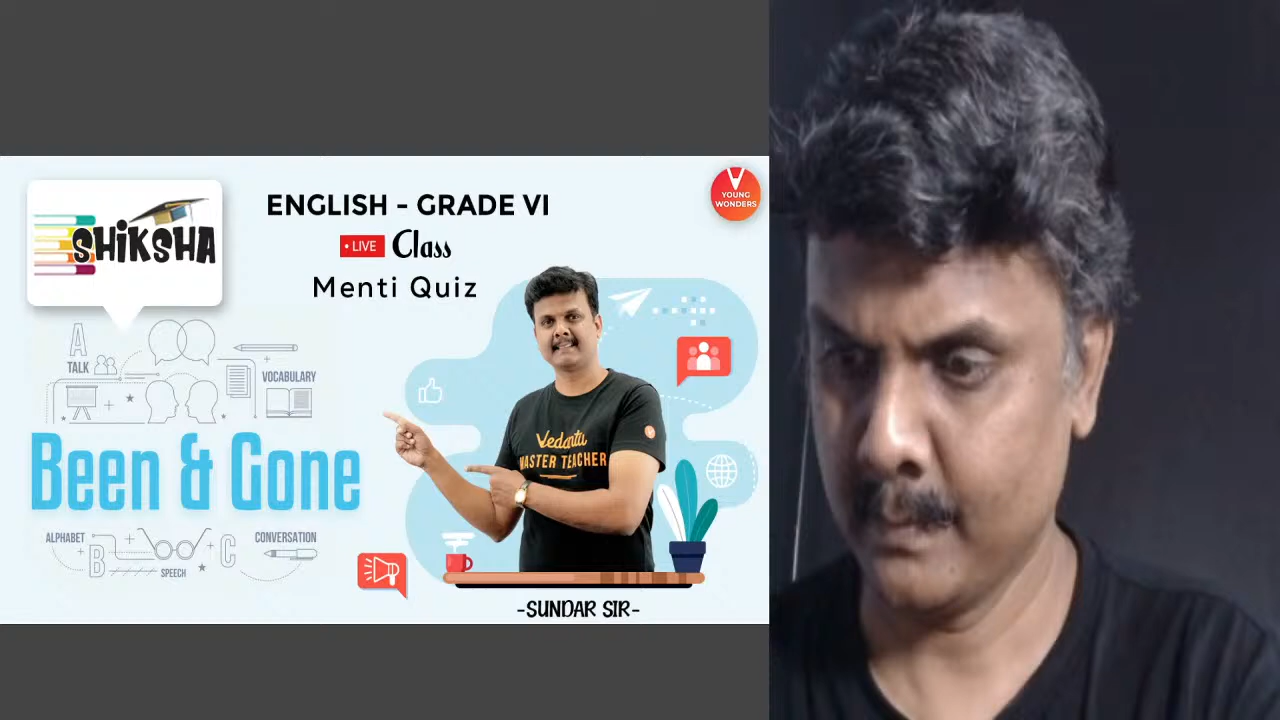 SHiKSHA
ENGLISH - GRADE VI
• LIVE Class
Menti Quiz
YOUNG
WONDERS
A
TALK
VOCABULARY
Been & Gone
ALPHABET
B
SPEECH
C
CONVERSATION
Vedantu
MASTER TEACHER
-SUNDAR SIR-